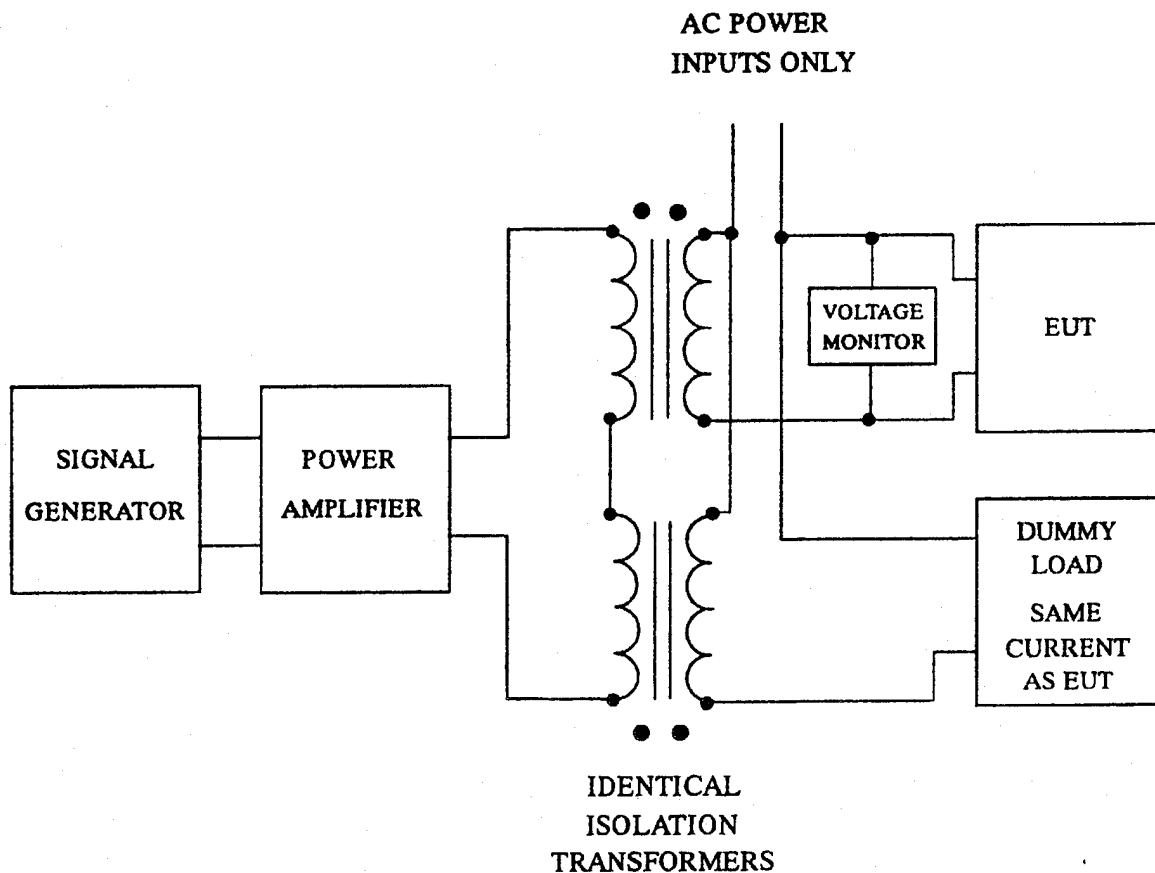 AC POWER
INPUTS ONLY
VOLTAGE
MONITOR
EUT
SIGNAL
GENERATOR
POWER
AMPLIFIER
DUMMY
LOAD
SAME
CURRENT
AS EUT
IDENTICAL
ISOLATION
TRANSFORMERS